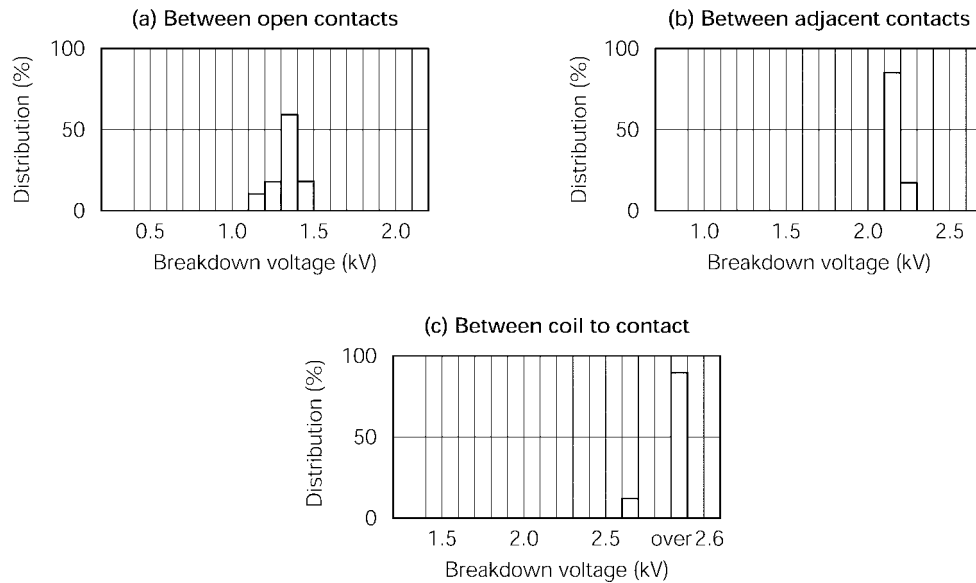 (a) Between open contacts
Distribution (%)
100
50
0
0.5 1.0 1.5 2.0
Breakdown voltage (kV)
(b) Between adjacent contacts
Distribution (%)
100
50
0
1.0 2.0 2.5
Breakdown voltage (kV)
(c) Between coil to contact
Distribution (%)
100
50
0
1.5 2.0 2.5 over 2.6
Breakdown voltage (kV)